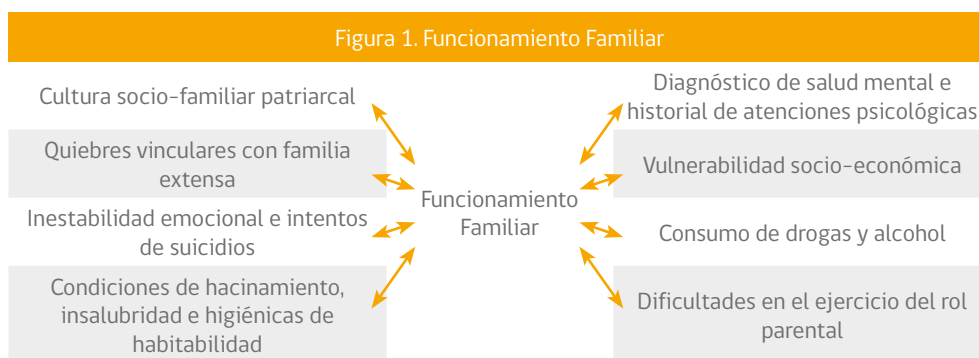 Figura 1. Funcionamiento Familiar
Cultura socio-familiar patriarcal
Quiebres vinculares con familia
extensa
Inestabilidad emocional e intentos
de suicidios
Condiciones de hacinamiento,
insalubridad e higiénicas de
habitabilidad
Funcionamiento
Familiar
Diagnóstico de salud mental e
historial de atenciones psicológicas
Vulnerabilidad socio-económica
Consumo de drogas y alcohol
Dificultades en el ejercicio del rol
parental